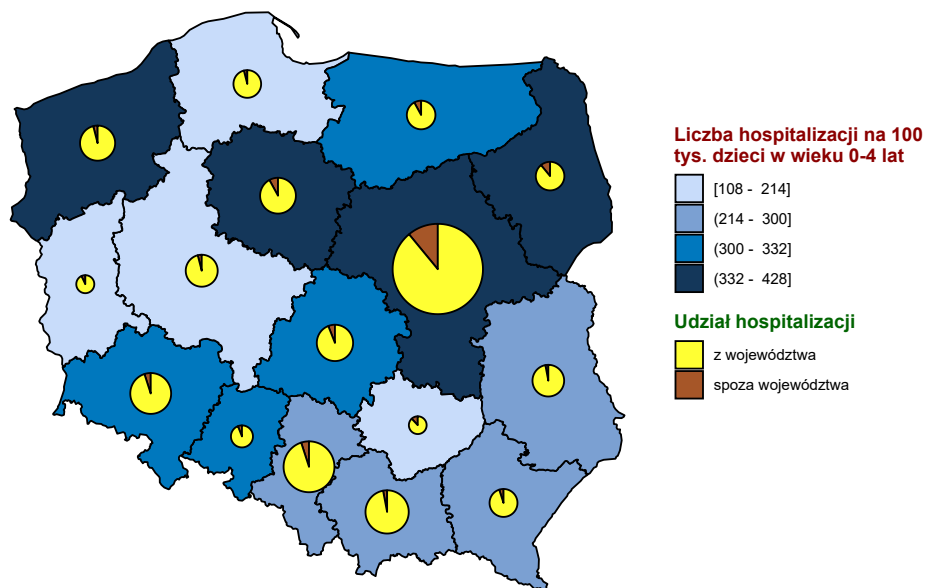 Liczba hospitalizacji na 100
tys. dzieci w wieku 0-4 lat
[108 - 214]
(214 - 300]
(300 - 332]
(332 - 428]
Udział hospitalizacji
z województwa
spoza województwa